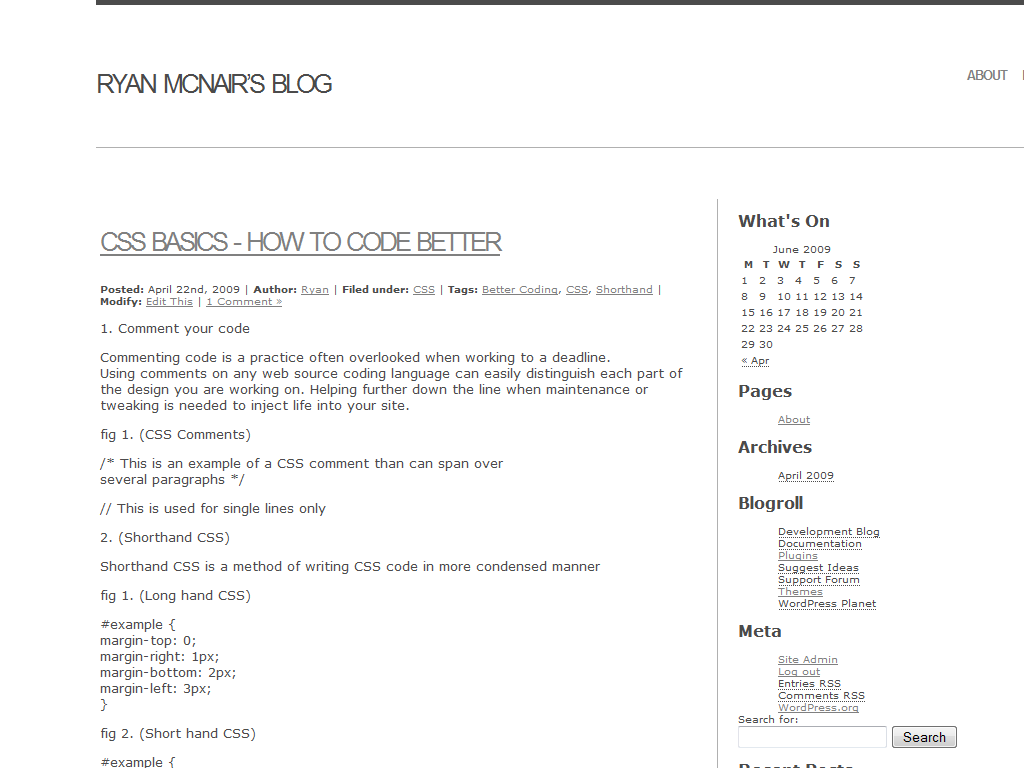 RYAN MCNAIR'S BLOG
ABOUT
CSS BASICS - HOW TO CODE BETTER
Posted: April 22nd, 2009 | Author: Ryan | Filed under: CSS | Tags: Better Coding, CSS, Shorthand |
Modify: Edit This | 1 Comment »
1. Comment your code
Commenting code is a practice often overlooked when working to a deadline.
Using comments on any web source coding language can easily distinguish each part of
the design you are working on. Helping further down the line when maintenance or
tweaking is needed to inject life into your site.
fig 1. (CSS Comments)
/* This is an example of a CSS comment than can span over
several paragraphs */
// This is used for single lines only
2. (Shorthand CSS)
Shorthand CSS is a method of writing CSS code in more condensed manner
fig 1. (Long hand CSS)
#example {
margin-top: 0;
margin-right: 1px;
margin-bottom: 2px;
margin-left: 3px;
}
fig 2. (Short hand CSS)
#example {
What's On
June 2009
M T W T F S S
1 2 3 4 5 6 7
8 9 10 11 12 13 14
15 16 17 18 19 20 21
22 23 24 25 26 27 28
29 30
« Apr
Pages
About
Archives
April 2009
Blogroll
Development Blog
Documentation
Plugins
Suggest Ideas
Support Forum
Themes
WordPress Planet
Meta
Site Admin
Log out
Entries RSS
Comments RSS
WordPress.org
Search for:
Search
Recent Posts